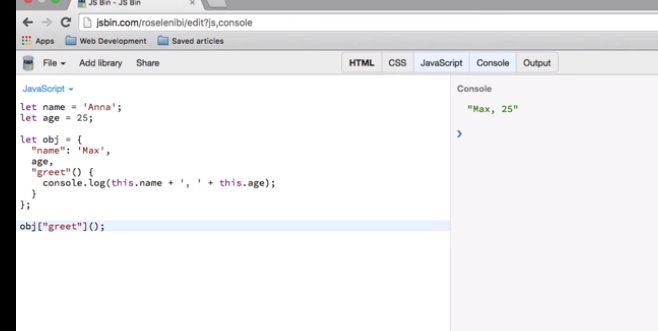 JS Bin - JS Bin
jsbin.com/roselenibi/edit?js,console
Apps Web Development Saved articles
File Add library Share HTML CSS JavaScript Console Output
JavaScript
Console
let name = 'Anna';
"Max, 25"
let age = 25;
let obj = {
"name": 'Max',
age,
"greet"() {
console.log(this.name + ', ' + this.age);
}
};
obj["greet"]();